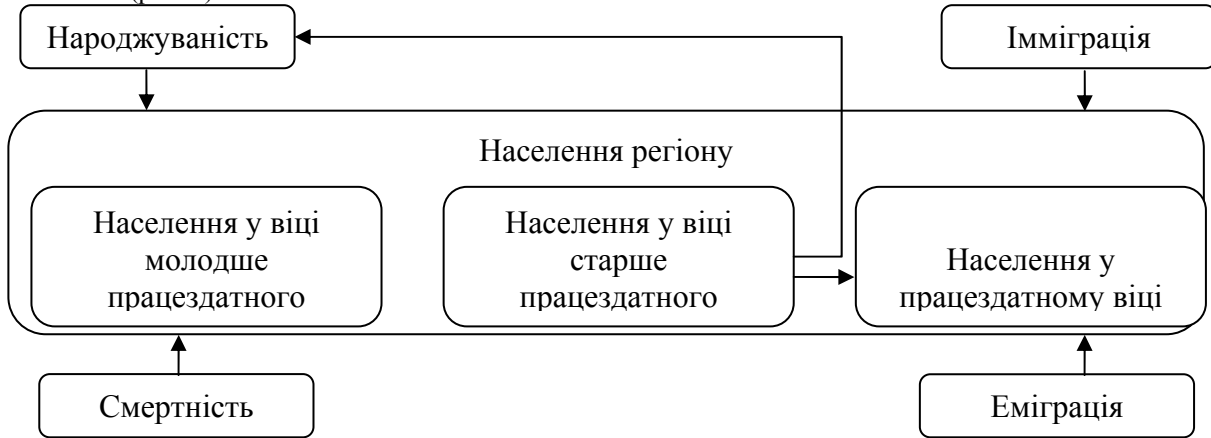 Народжуваність
Імміграція
Населення регіону
Населення у віці
молодше
працездатного
Населення у віці
старше
працездатного
Населення у
працездатному віці
Смертність
Еміграція